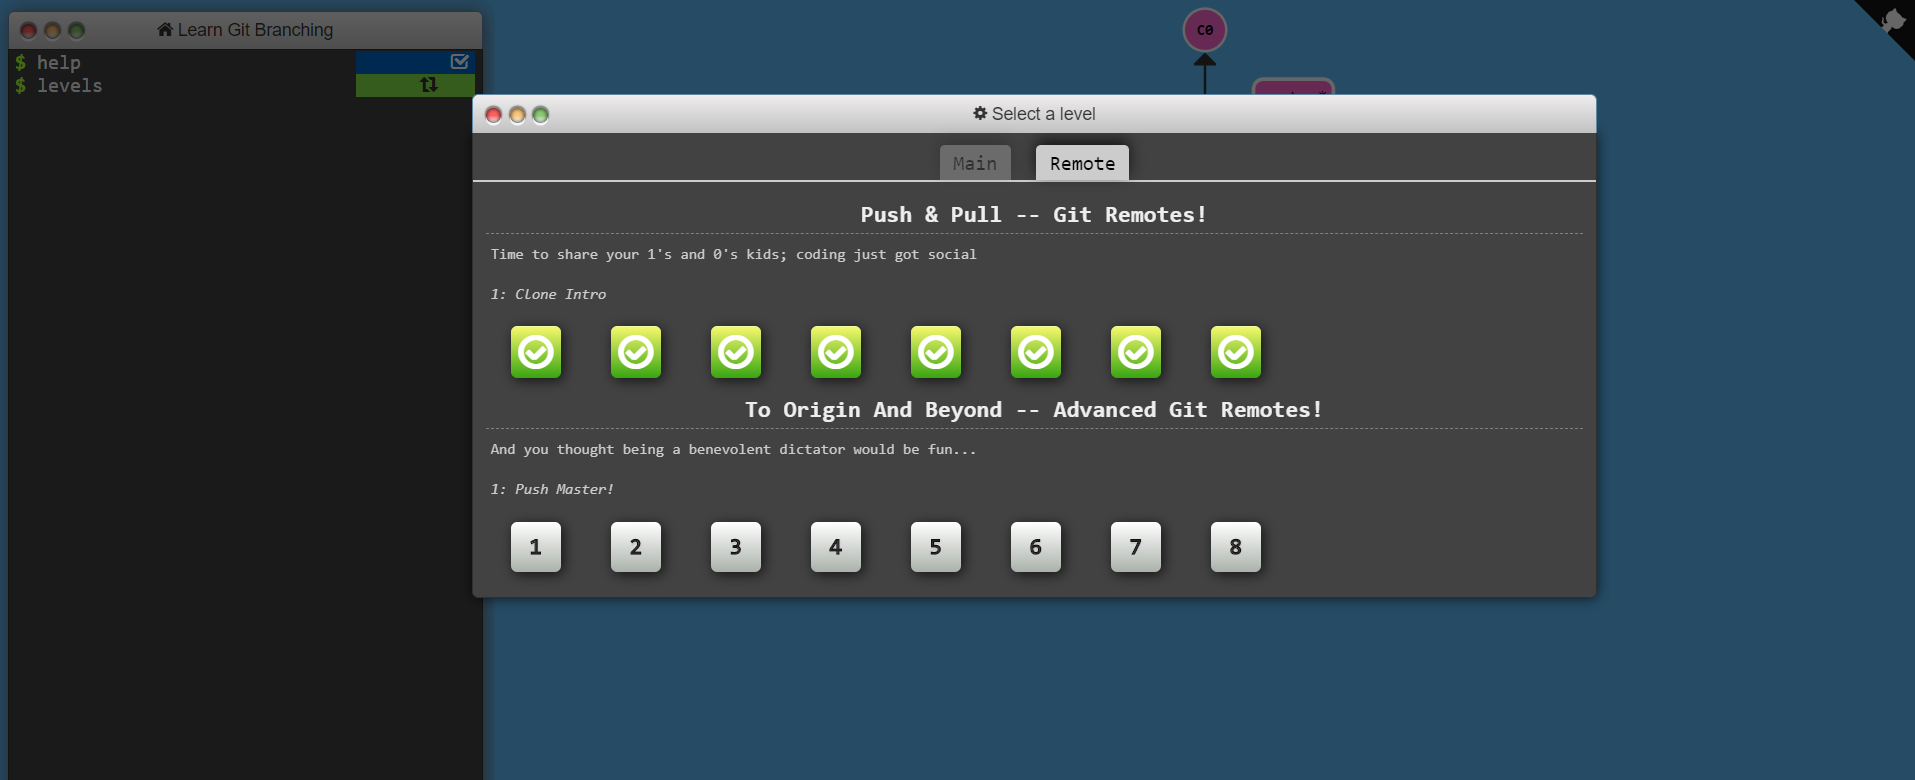 Learn Git Branching
$ help
$ levels
C0
Select a level
Main
Remote
Push & Pull -- Git Remotes!
Time to share your 1's and 0's kids; coding just got social
1: Clone Intro
To Origin And Beyond -- Advanced Git Remotes!
And you thought being a benevolent dictator would be fun...
1: Push Master!
1 2 3 4 5 6 7 8